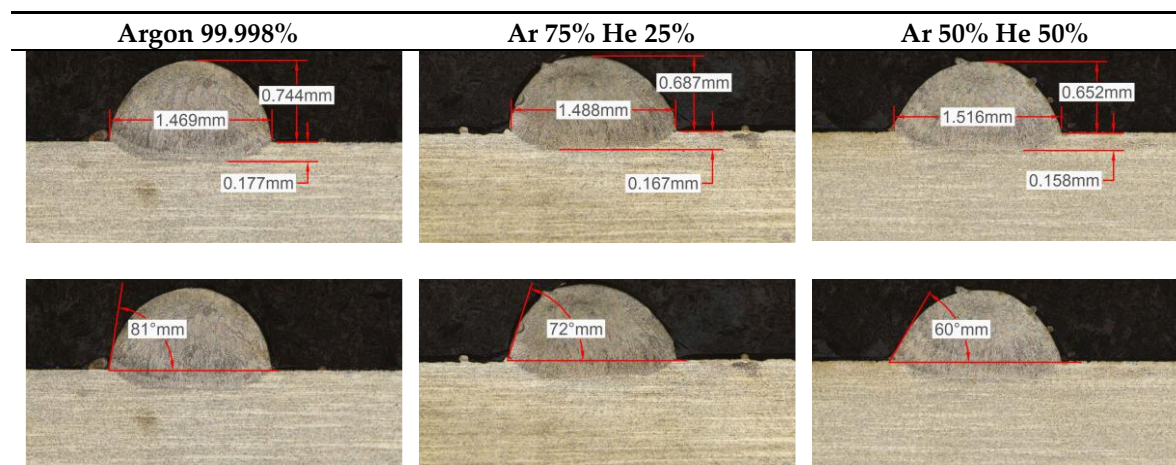 Argon 99.998% Ar 75% He 25% Ar 50% He 50%
0.744mm 0.687mm 0.652mm
1.469mm 1.488mm 1.516mm
0.177mm 0.167mm 0.158mm
81°mm 72°mm 60°mm